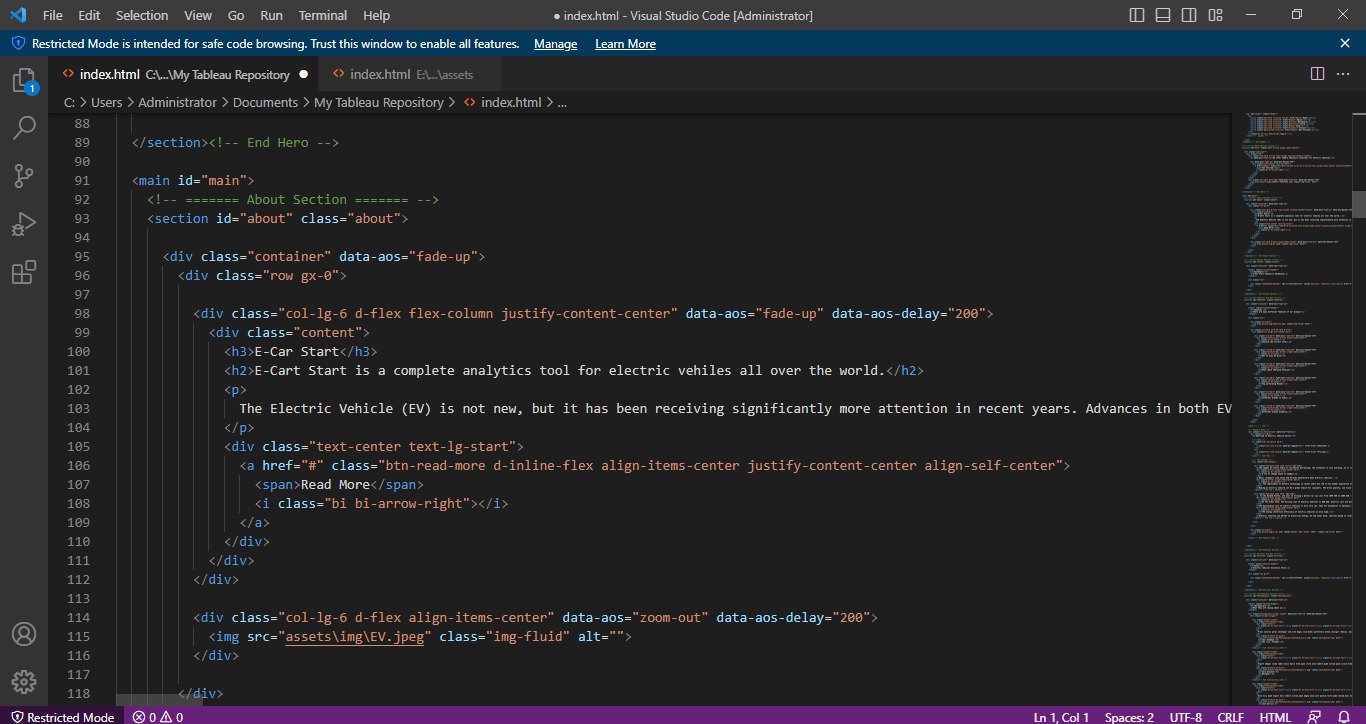 File Edit Selection View Go Run Terminal Help
● index.html - Visual Studio Code [Administrator]
Restricted Mode is intended for safe code browsing. Trust this window to enable all features. Manage Learn More
index.html C:\...\My Tableau Repository ● index.html E:\...\assets
1
C: > Users > Administrator > Documents > My Tableau Repository > index.html > ...
88
89 </section><!-- End Hero -->
90
91 <main id="main">
92 <!-- ======= About Section ======= -->
93 <section id="about" class="about">
94
95 <div class="container" data-aos="fade-up">
96 <div class="row gx-0">
97
98 <div class="col-lg-6 d-flex flex-column justify-content-center" data-aos="fade-up" data-aos-delay="200">
99 <div class="content">
100 <h3>E-Car Start</h3>
101 <h2>E-Cart Start is a complete analytics tool for electric vehiles all over the world.</h2>
102 <p>
103 The Electric Vehicle (EV) is not new, but it has been receiving significantly more attention in recent years. Advances in both EV
104 </p>
105 <div class="text-center text-lg-start">
106 <a href="#" class="btn-read-more d-inline-flex align-items-center justify-content-center align-self-center">
107 <span>Read More</span>
108 <i class="bi bi-arrow-right"></i>
109 </a>
110 </div>
111 </div>
112 </div>
113
114 <div class="col-lg-6 d-flex align-items-center" data-aos="zoom-out" data-aos-delay="200">
115 <img src="assets\img\EV.jpeg" class="img-fluid" alt="">
116 </div>
117
118 </div>
Restricted Mode 0 0 Ln 1, Col 1 Spaces: 2 UTF-8 CRLF HTML